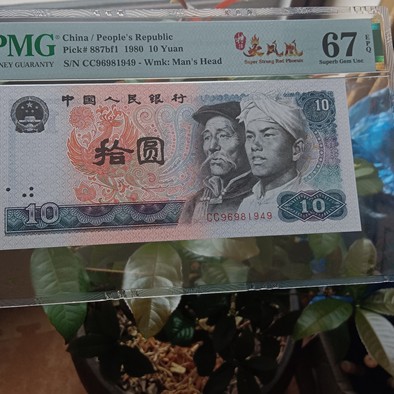 PMG
China / People's Republic
Pick# 887bf1 1980 10 Yuan
S/N CC96981949 - Wmk: Man's Head
火凤凰
Super Strong Red Phoenix
67 EPQ
Superb Gem Unc
NEY GUARANTY
中国人民银行
10
拾圆
CC96981949
10
10